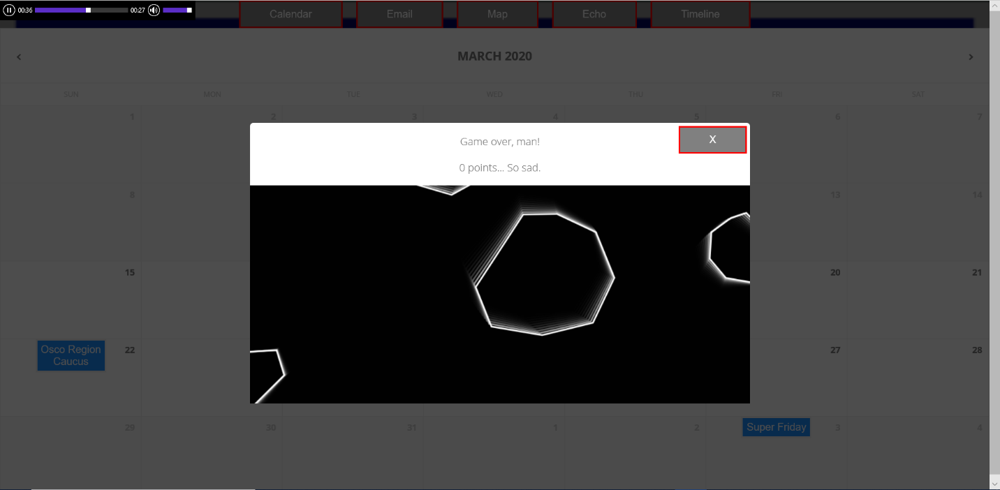 00:36 00:27
Calendar Email Map Echo Timeline
MARCH 2020
SUN MON TUE WED THU FRI SAT
1 2 3 4 5 6 7
Game over, man!
X
0 points... So sad.
8 13 14
15 20 21
Osco Region
Caucus
22 27 28
29 30 31 1 2 Super Friday 3 4